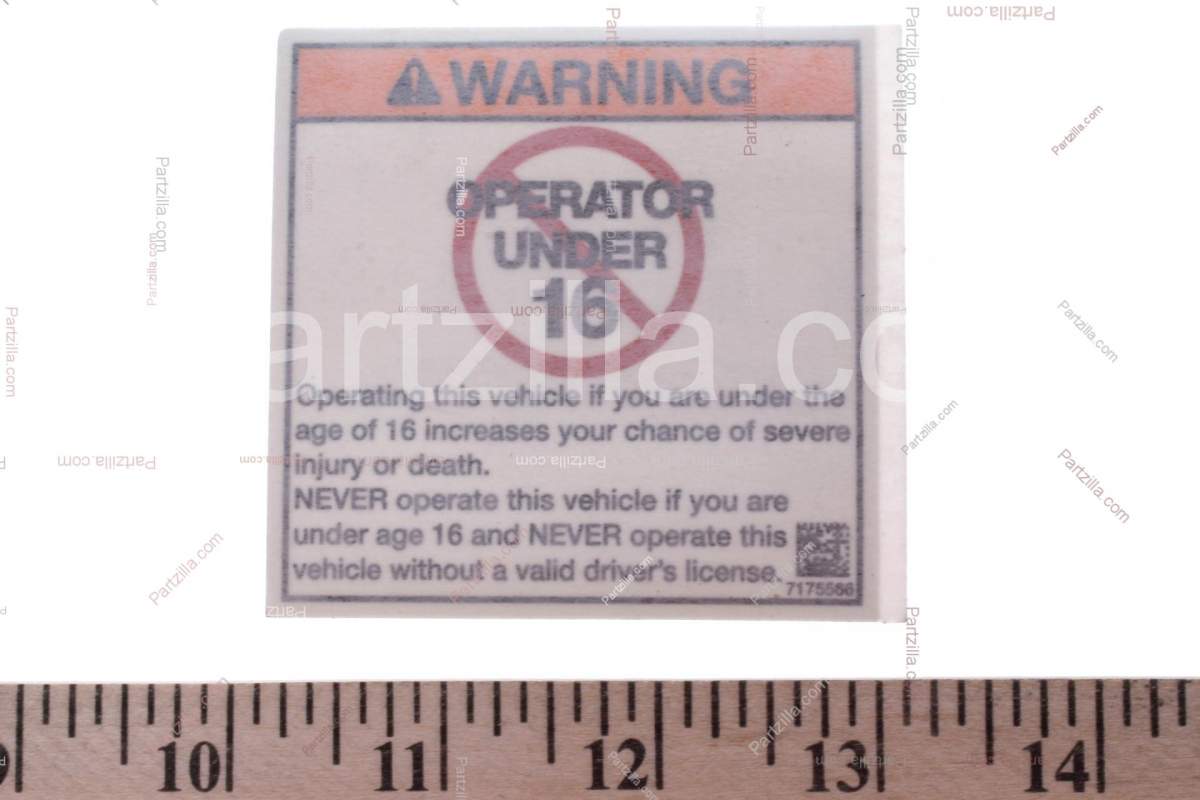 WARNING
OPERATOR
UNDER
16
Operating this vehicle if you are under the
age of 16 increases your chance of severe
injury or death.
NEVER operate this vehicle if you are
under age 16 and NEVER operate this
vehicle without a valid driver's license.
7175566
Partzilla.com
10 11 12 13 14